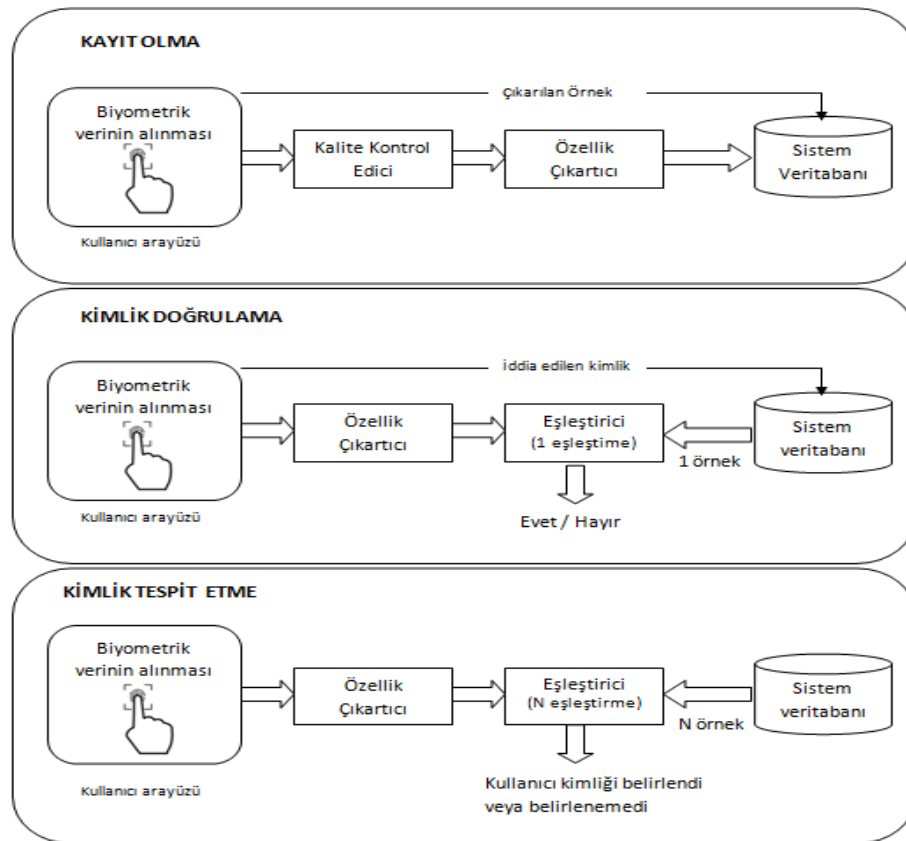 KAYIT OLMA
Çıkarılan Örnek
Biyometrik
verinin alınması
Kalite Kontrol
Edici
Özellik
Çıkartıcı
Sistem
Veritabanı
Kullanıcı arayüzü
KİMLİK DOĞRULAMA
İddia edilen kimlik
Biyometrik
verinin alınması
Özellik
Çıkartıcı
Eşleştirici
(1 eşleştime)
1 örnek
Sistem
veritabanı
Kullanıcı arayüzü
Evet / Hayır
KİMLİK TESPİT ETME
Biyometrik
verinin alınması
Özellik
Çıkartıcı
Eşleştirici
(N eşleştirme)
N örnek
Sistem
veritabanı
Kullanıcı arayüzü
Kullanıcı kimliği belirlendi
veya belirlenemedi